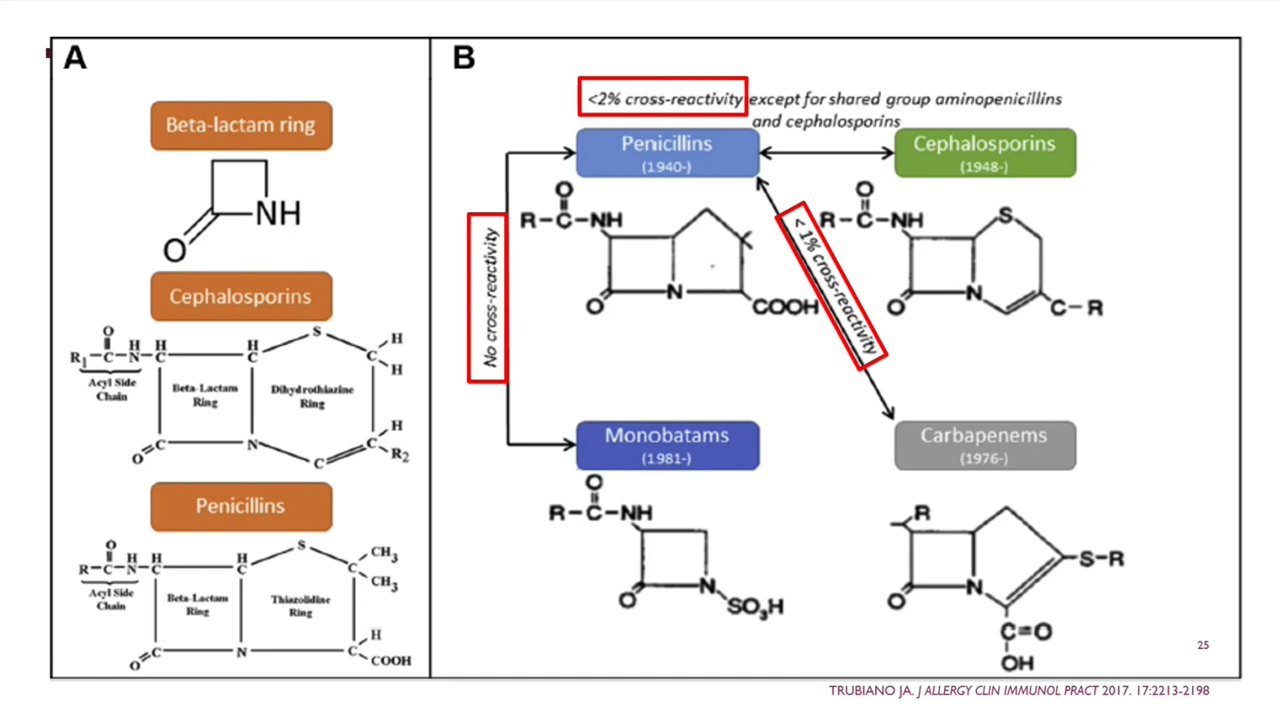 A
Beta-lactam ring
NH
O
Cephalosporins
O
R1 C N H H S C H
H H C H
Acyl Side
Chain
Beta-Lactam
Ring
Dihydrothiazine
Ring
H
O C N C C R2
Penicillins
O
R C N H H S C CH3
H H CH3
Acyl Side
Chain
Beta-Lactam
Ring
Thiazolidine
Ring
H
O C N C COOH
B
<2% cross-reactivity except for shared group aminopenicillins
and cephalosporins
Penicillins
(1940-)
Cephalosporins
(1948-)
O
R-C-NH
O
N
COOH
O
R-C-NH
S
O
N
C-R
No cross-reactivity
< 1% cross-reactivity
Monobatams
(1981-)
Carbapenems
(1976-)
O
R-C-NH
O
N
SO3H
R
S-R
O
N
C=O
OH
25
TRUBIANO JA. J ALLERGY CLIN IMMUNOL PRACT 2017. 17:2213-2198